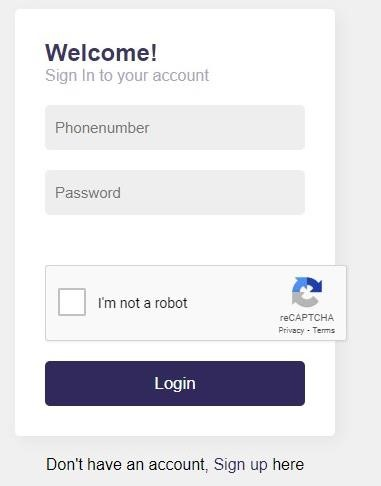 Welcome!
Sign In to your account
Phonenumber
Password
I'm not a robot
reCAPTCHA
Privacy - Terms
Login
Don't have an account, Sign up here